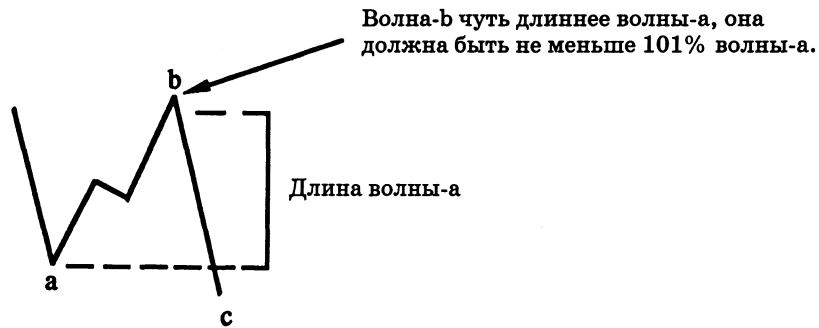 Волна-b чуть длиннее волны-а, она
должна быть не меньше 101% волны-а.
b
Длина волны-а
a
c